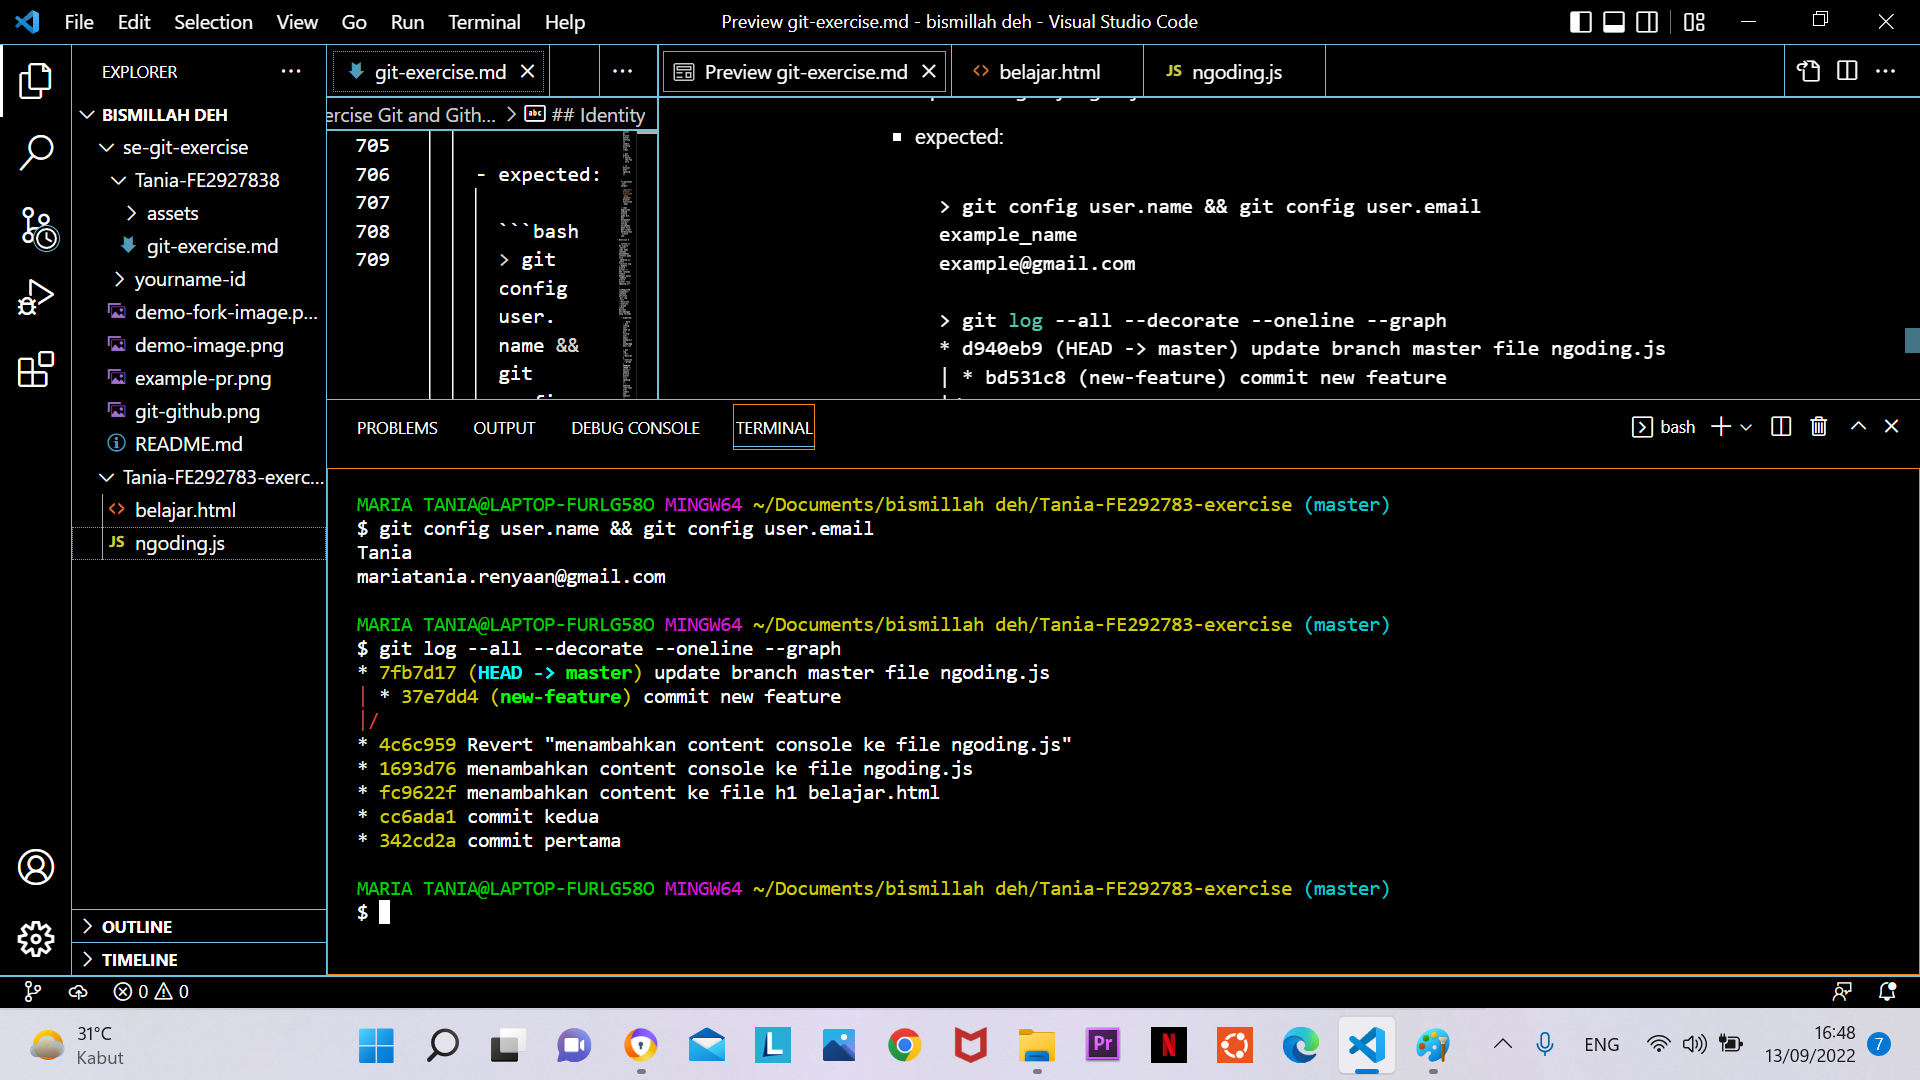 File Edit Selection View Go Run Terminal Help
Preview git-exercise.md - bismillah deh - Visual Studio Code
EXPLORER
BISMILLAH DEH
se-git-exercise
Tania-FE2927838
assets
git-exercise.md
yourname-id
demo-fork-image.p...
demo-image.png
example-pr.png
git-github.png
README.md
Tania-FE292783-exerc...
belajar.html
JS ngoding.js
OUTLINE
TIMELINE
git-exercise.md
Preview git-exercise.md
belajar.html
JS ngoding.js
ercise Git and Gith... > abc ## Identity
705
706 - expected:
707
708 ```bash
709 > git
config
user.
name &&
git
expected:
> git config user.name && git config user.email
example_name
example@gmail.com
> git log --all --decorate --oneline --graph
* d940eb9 (HEAD -> master) update branch master file ngoding.js
| * bd531c8 (new-feature) commit new feature
PROBLEMS OUTPUT DEBUG CONSOLE TERMINAL
bash
MARIA TANIA@LAPTOP-FURLG58O MINGW64 ~/Documents/bismillah deh/Tania-FE292783-exercise (master)
$ git config user.name && git config user.email
Tania
mariatania.renyaan@gmail.com
MARIA TANIA@LAPTOP-FURLG58O MINGW64 ~/Documents/bismillah deh/Tania-FE292783-exercise (master)
$ git log --all --decorate --oneline --graph
* 7fb7d17 (HEAD -> master) update branch master file ngoding.js
| * 37e7dd4 (new-feature) commit new feature
|/
* 4c6c959 Revert "menambahkan content console ke file ngoding.js"
* 1693d76 menambahkan content console ke file ngoding.js
* fc9622f menambahkan content ke file h1 belajar.html
* cc6ada1 commit kedua
* 342cd2a commit pertama
MARIA TANIA@LAPTOP-FURLG58O MINGW64 ~/Documents/bismillah deh/Tania-FE292783-exercise (master)
$
0 0
31°C
Kabut
L
Pr
N
ENG
16:48
13/09/2022
7